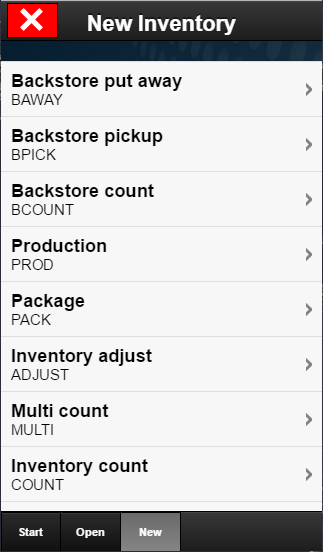 New Inventory
Backstore put away
BAWAY
Backstore pickup
BPICK
Backstore count
BCOUNT
Production
PROD
Package
PACK
Inventory adjust
ADJUST
Multi count
MULTI
Inventory count
COUNT
Start Open New